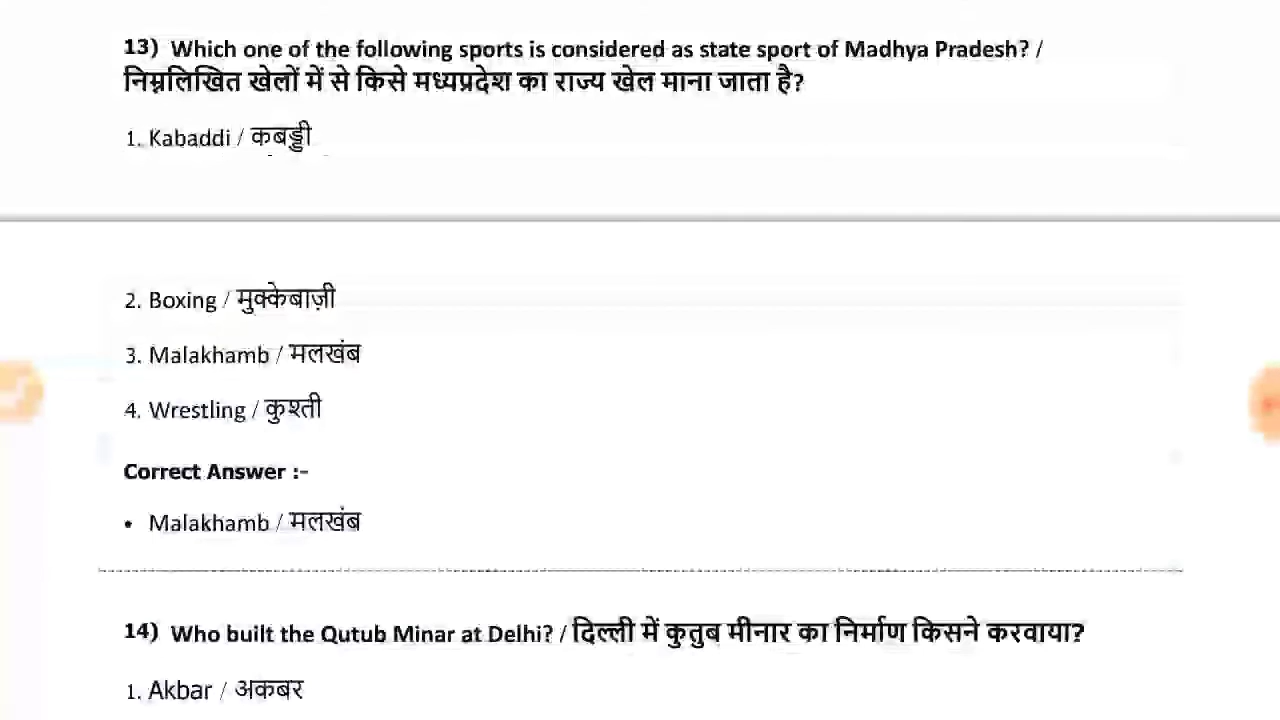 13) Which one of the following sports is considered as state sport of Madhya Pradesh? /
निम्नलिखित खेलों में से किसे मध्यप्रदेश का राज्य खेल माना जाता है?
1. Kabaddi / कबड्डी
2. Boxing / मुक्केबाज़ी
3. Malakhamb / मलखंब
4. Wrestling / कुश्ती
Correct Answer :-
• Malakhamb / मलखंब
14) Who built the Qutub Minar at Delhi? / दिल्ली में कुतुब मीनार का निर्माण किसने करवाया?
1. Akbar / अकबर